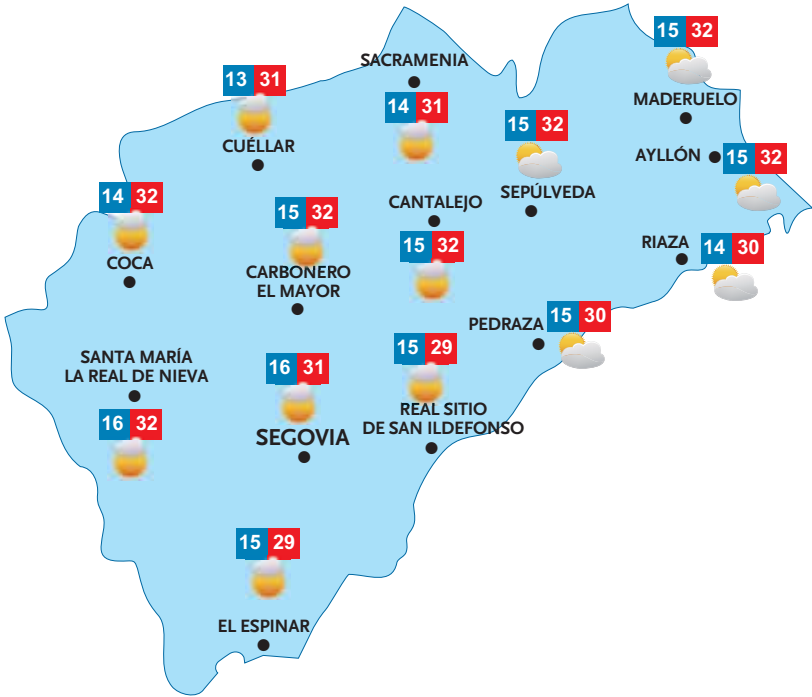 15 32
MADERUELO
SACRAMENIA
14 31
13 31
CUÉLLAR
15 32
SEPÚLVEDA
AYLLÓN
15 32
14 32
COCA
15 32
CARBONERO
EL MAYOR
CANTALEJO
15 32
RIAZA
14 30
PEDRAZA
15 30
SANTA MARÍA
LA REAL DE NIEVA
16 32
16 31
SEGOVIA
15 29
REAL SITIO
DE SAN ILDEFONSO
15 29
EL ESPINAR